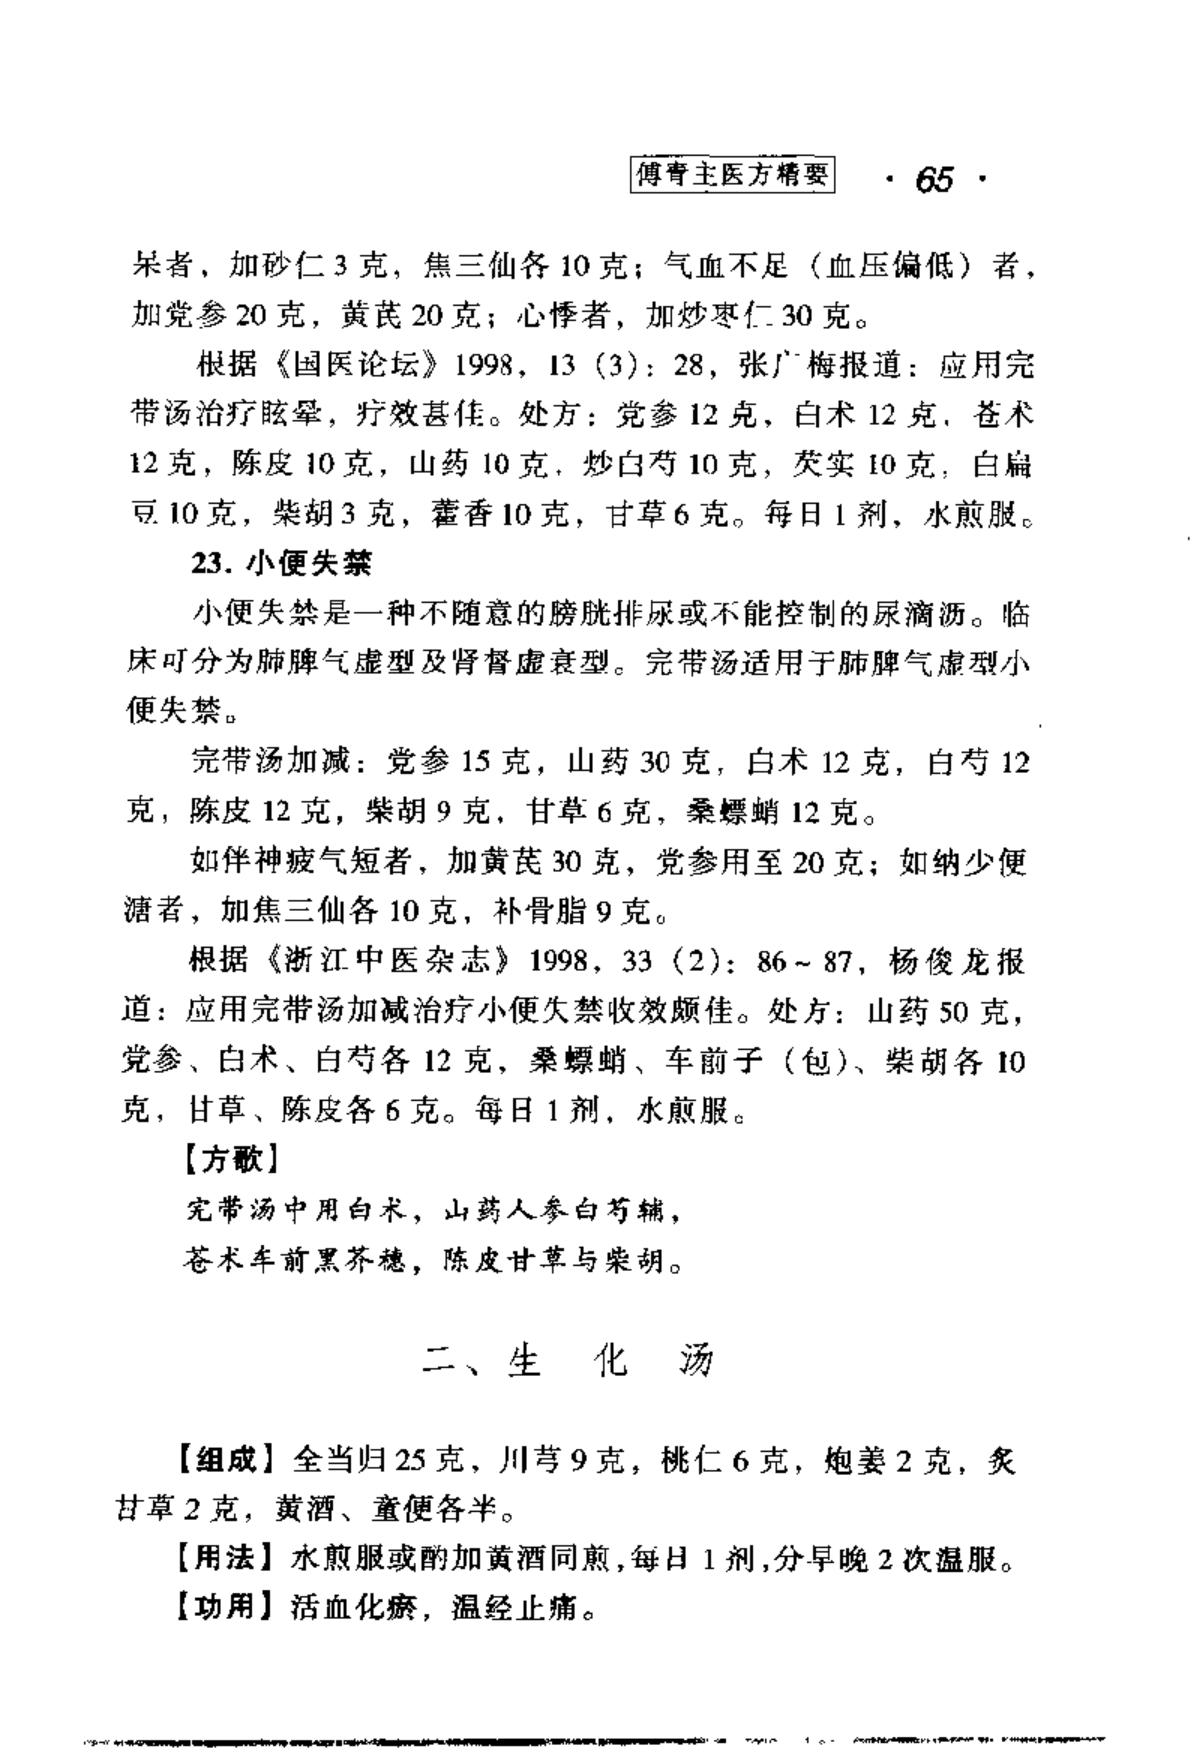 傅青主医方精要 · 65 ·
呆者，加砂仁 3 克，焦三仙各 10 克；气血不足（血压偏低）者，
加党参 20 克，黄芪 20 克；心悸者，加炒枣仁 30 克。
根据《国医论坛》1998，13（3）：28，张广梅报道：应用完
带汤治疗眩晕，疗效甚佳。处方：党参 12 克，白术 12 克，苍术
12 克，陈皮 10 克，山药 10 克，炒白芍 10 克，芡实 10 克，白扁
豆 10 克，柴胡 3 克，藿香 10 克，甘草 6 克。每日 1 剂，水煎服。
23. 小便失禁
小便失禁是一种不随意的膀胱排尿或不能控制的尿滴沥。临
床可分为肺脾气虚型及肾督虚衰型。完带汤适用于肺脾气虚型小
便失禁。
完带汤加减：党参 15 克，山药 30 克，白术 12 克，白芍 12
克，陈皮 12 克，柴胡 9 克，甘草 6 克，桑螵蛸 12 克。
如伴神疲气短者，加黄芪 30 克，党参用至 20 克；如纳少便
溏者，加焦三仙各 10 克，补骨脂 9 克。
根据《浙江中医杂志》1998，33（2）：86～87，杨俊龙报
道：应用完带汤加减治疗小便失禁收效颇佳。处方：山药 50 克，
党参、白术、白芍各 12 克，桑螵蛸、车前子（包）、柴胡各 10
克，甘草、陈皮各 6 克。每日 1 剂，水煎服。
【方歌】
完带汤中用白术，山药人参白芍辅，
苍术车前黑芥穗，陈皮甘草与柴胡。
二、生 化 汤
【组成】全当归 25 克，川芎 9 克，桃仁 6 克，炮姜 2 克，炙
甘草 2 克，黄酒、童便各半。
【用法】水煎服或酌加黄酒同煎，每日 1 剂，分早晚 2 次温服。
【功用】活血化瘀，温经止痛。